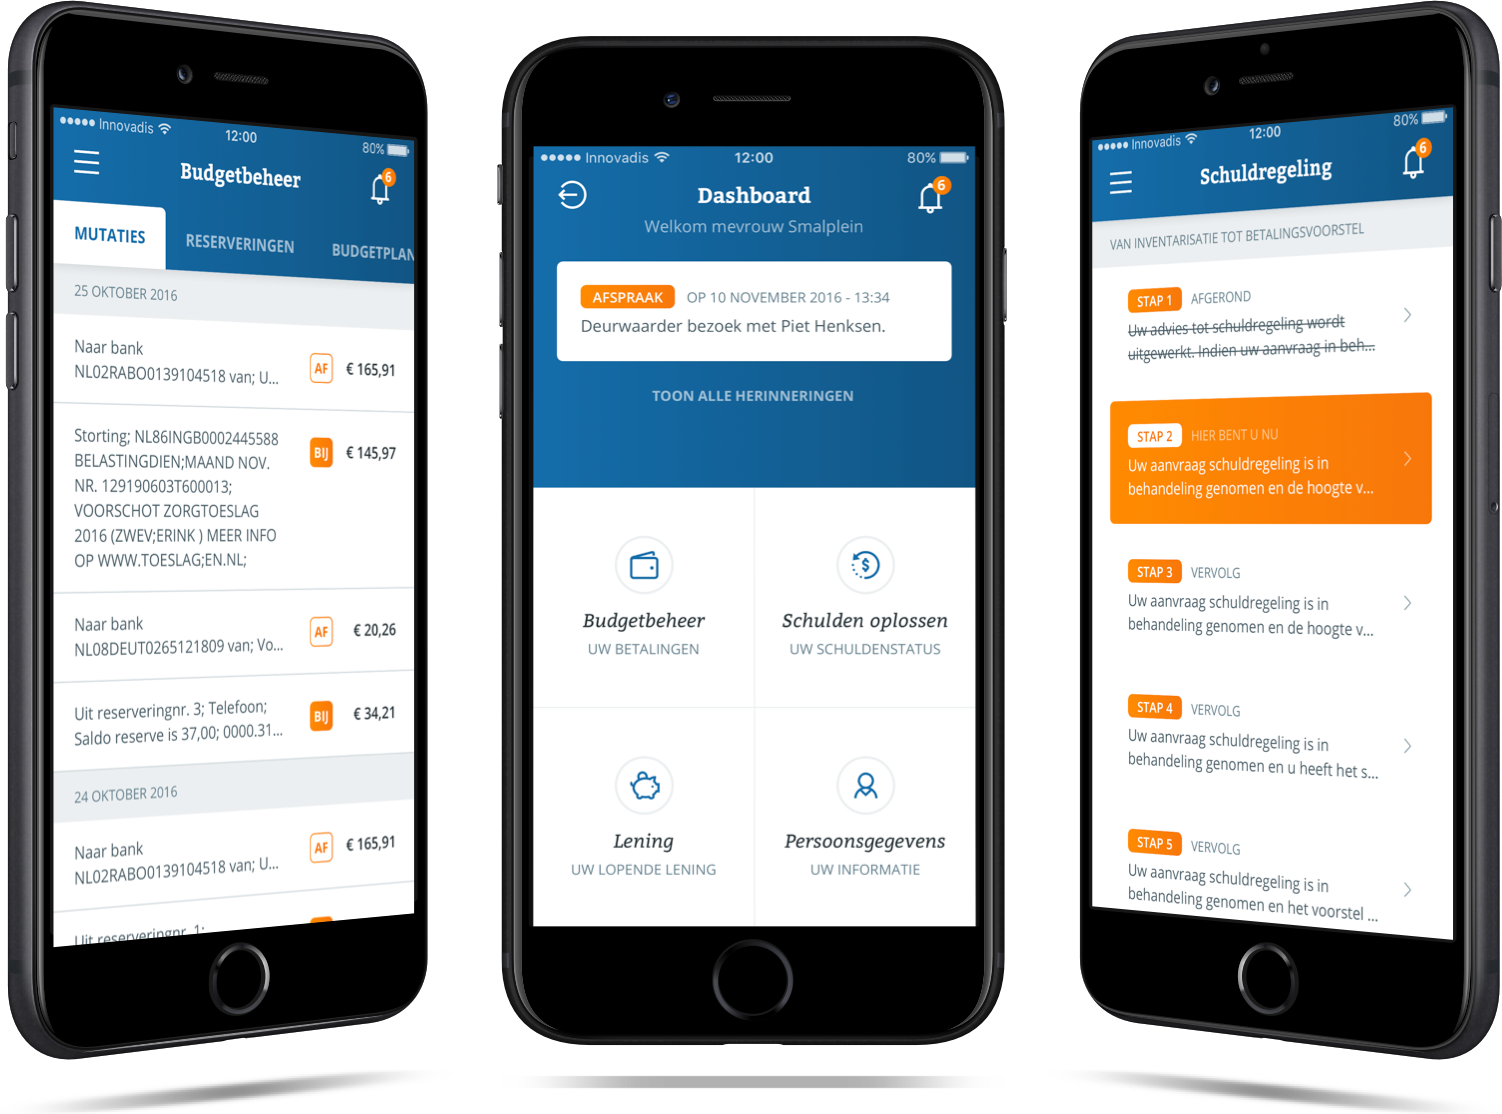 Innovadis
12:00
80%
Budgetbeheer
6
MUTATIES
RESERVERINGEN
BUDGETPLAN
25 OKTOBER 2016
Naar bank
NL02RABO0139104518 van; U...
AF
€ 165,91
Storting; NL86INGB0002445588
BELASTINGDIEN;MAAND NOV.
NR. 129190603T600013;
VOORSCHOT ZORGTOESLAG
2016 (ZWEV;ERINK ) MEER INFO
OP WWW.TOESLAG;EN.NL;
BIJ
€ 145,97
Naar bank
NL08DEUT0265121809 van; Vo...
AF
€ 20,26
Uit reserveringnr. 3; Telefoon;
Saldo reserve is 37,00; 0000.31...
BIJ
€ 34,21
24 OKTOBER 2016
Naar bank
NL02RABO0139104518 van; U...
AF
€ 165,91
Uit reserveringnr. 1;
Innovadis
12:00
80%
Dashboard
6
Welkom mevrouw Smalplein
AFSPRAAK OP 10 NOVEMBER 2016 - 13:34
Deurwaarder bezoek met Piet Henksen.
TOON ALLE HERINNERINGEN
Budgetbeheer
UW BETALINGEN
Schulden oplossen
UW SCHULDENSTATUS
Lening
UW LOPENDE LENING
Persoonsgegevens
UW INFORMATIE
Innovadis
12:00
80%
Schuldregeling
6
VAN INVENTARISATIE TOT BETALINGSVOORSTEL
STAP 1 AFGEROND
Uw advies tot schuldregeling wordt
uitgewerkt. Indien uw aanvraag in beh...
STAP 2 HIER BENT U NU
Uw aanvraag schuldregeling is in
behandeling genomen en de hoogte v...
STAP 3 VERVOLG
Uw aanvraag schuldregeling is in
behandeling genomen en de hoogte v...
STAP 4 VERVOLG
Uw aanvraag schuldregeling is in
behandeling genomen en u heeft het s...
STAP 5 VERVOLG
Uw aanvraag schuldregeling is in
behandeling genomen en het voorstel ...